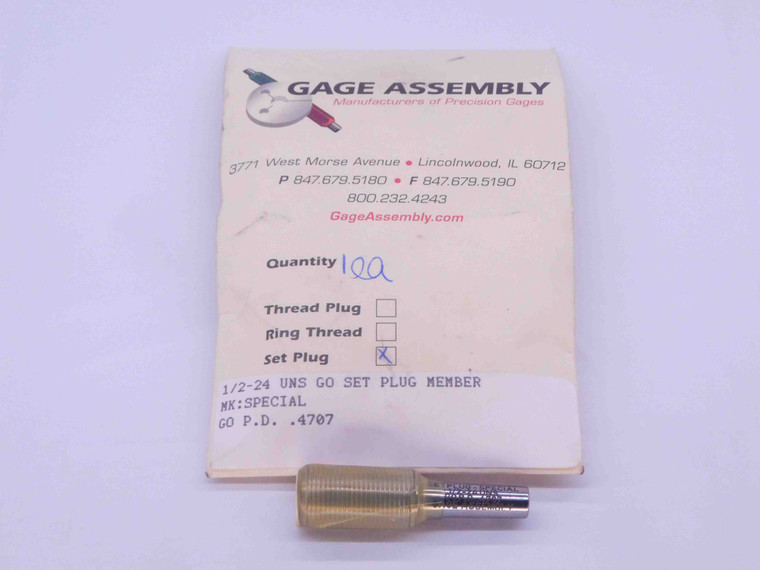 GAGE ASSEMBLY
Manufacturers of Precision Gages
3771 West Morse Avenue • Lincolnwood, IL 60712
P 847.679.5180 • F 847.679.5190
800.232.4243
GageAssembly.com
Quantity 1ea
Thread Plug
Ring Thread
Set Plug X
1/2-24 UNS GO SET PLUG MEMBER
MK:SPECIAL
GO P.D. .4707
PLUG SPECIAL